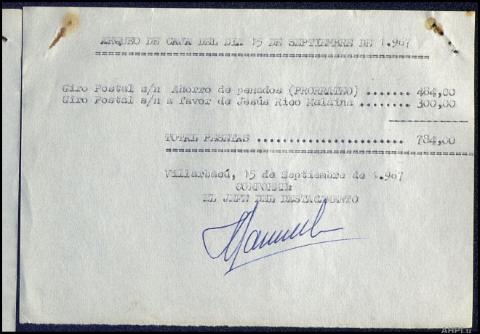 ARQUEO DE CAJA DEL DIA 15 DE SEPTIEMBRE DE 1.967
Giro Postal s/n Ahorro de penados (PRORRATEO) ....... 484,00
Giro Postal s/n a favor de Jesús Rico Malaina ....... 300,00
TOTAL PESETAS ....................... 784,00
Villarbacú, 15 de Septiembre de 1.967
CONFORME:
EL JEFE DEL DESTACAMENTO